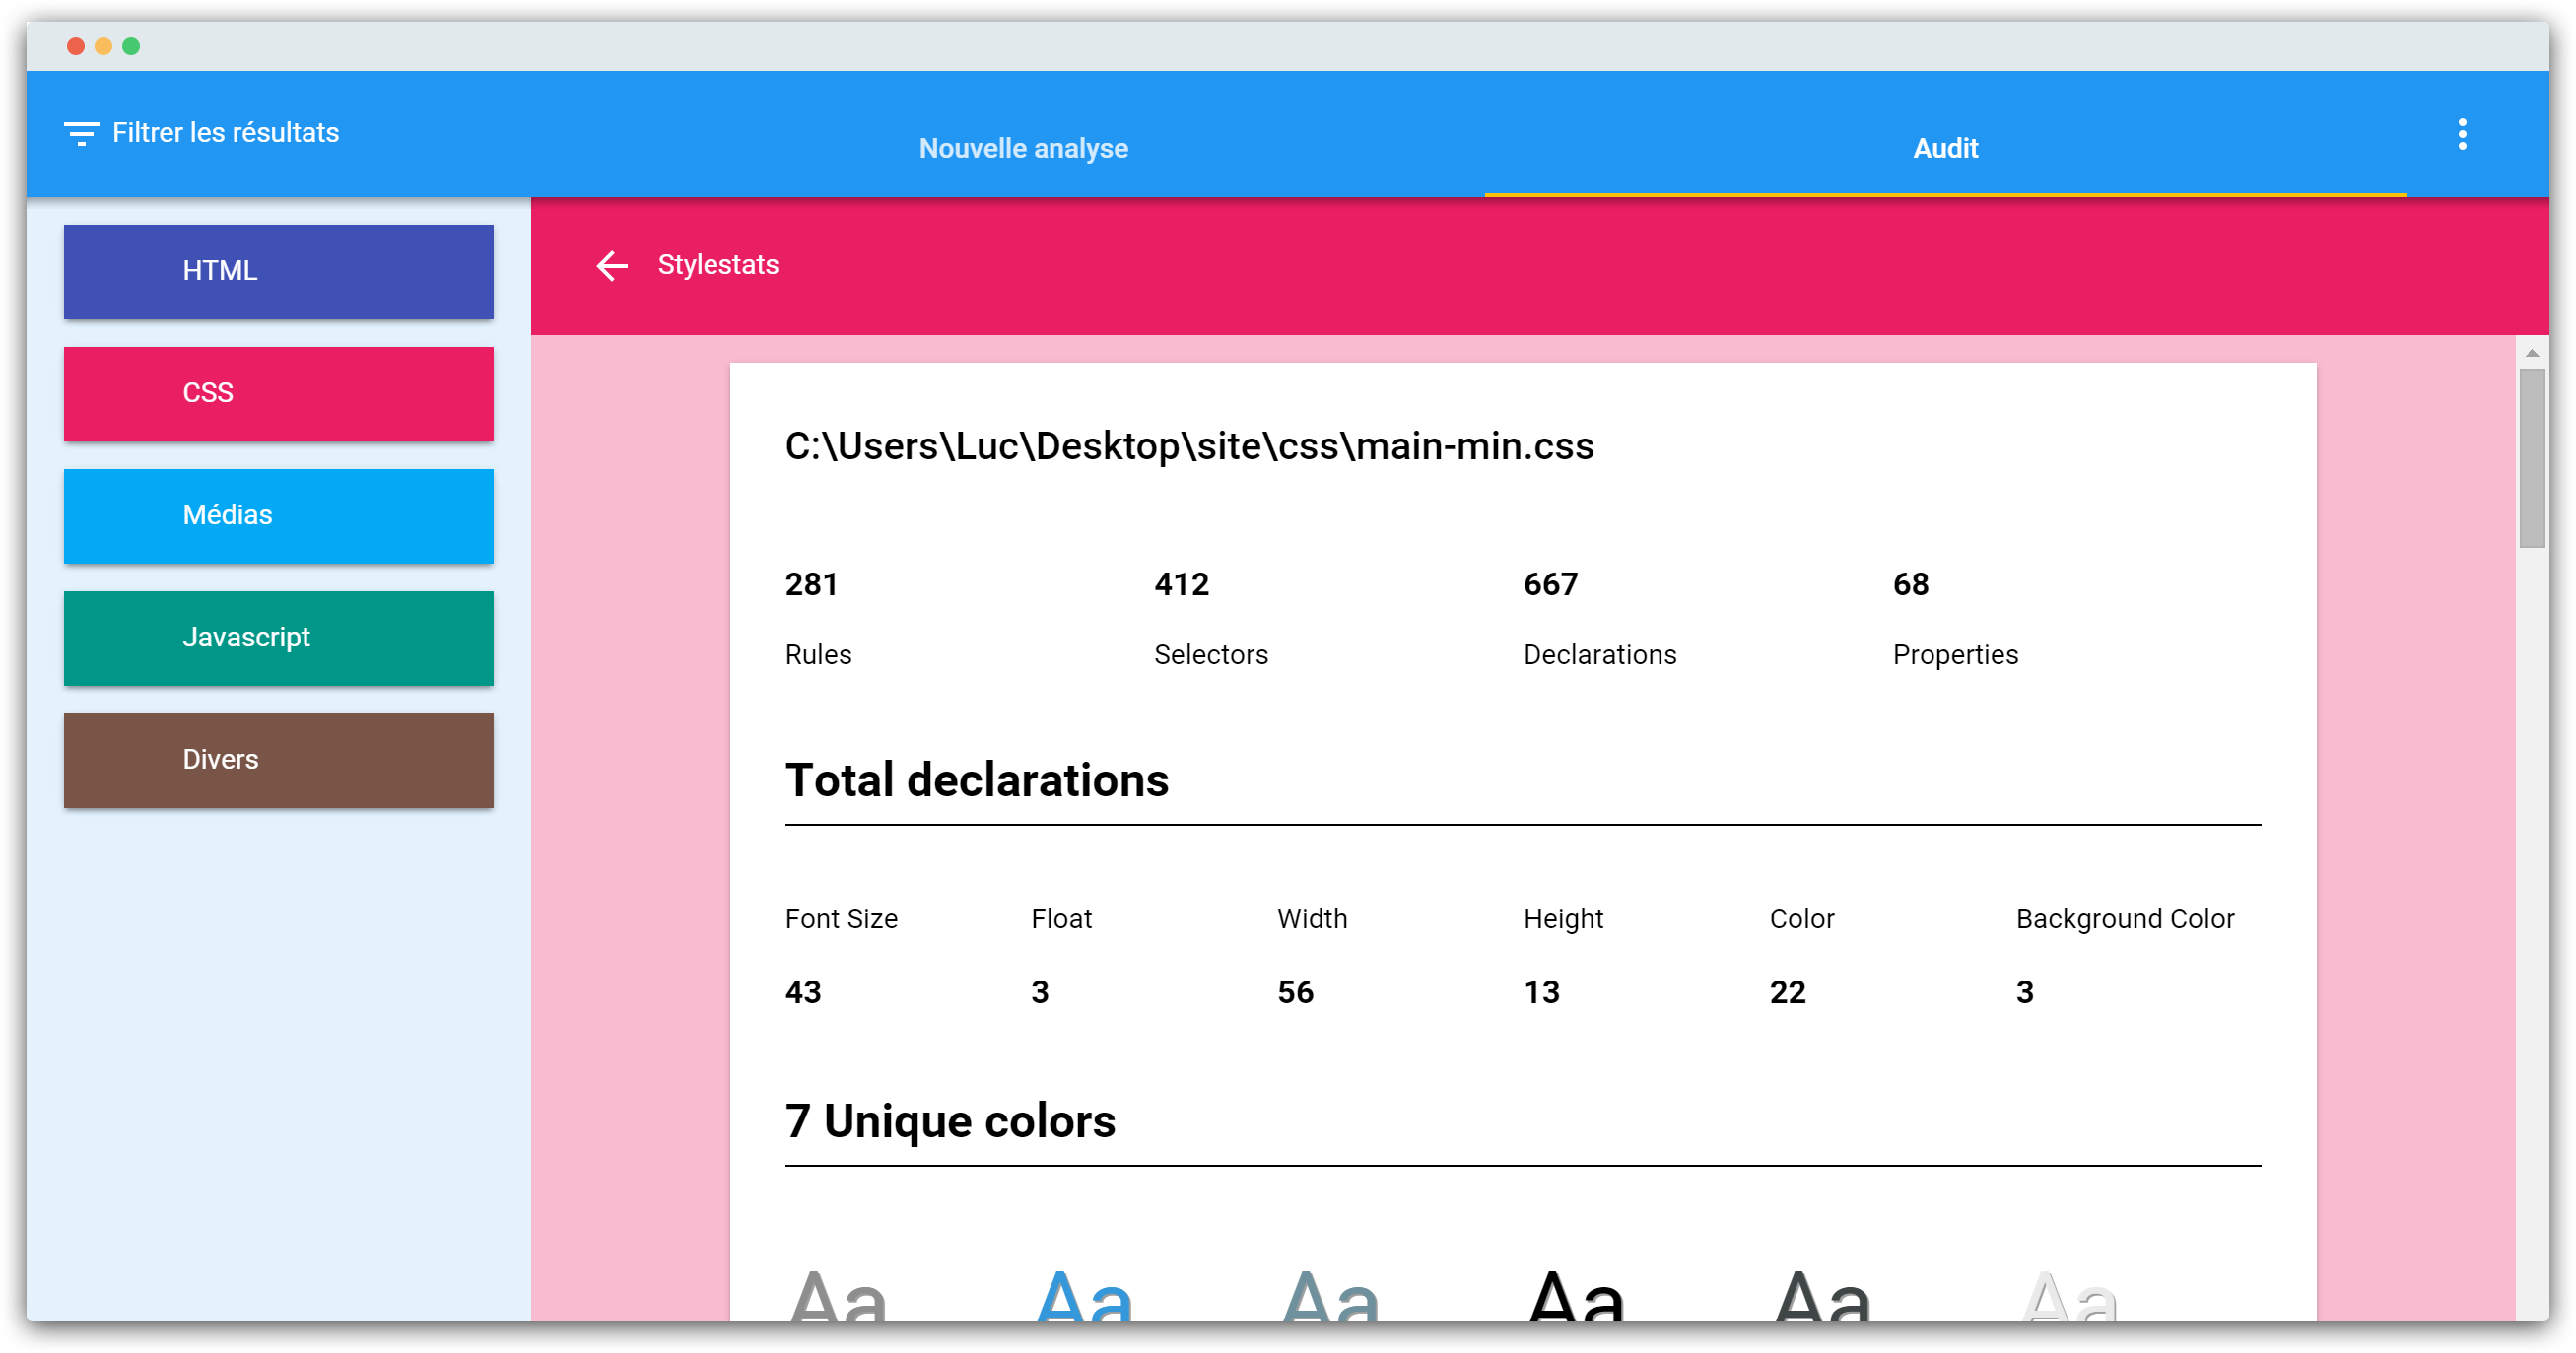 Filtrer les résultats
Nouvelle analyse
Audit
HTML
CSS
Médias
Javascript
Divers
Stylestats
C:\Users\Luc\Desktop\site\css\main-min.css
281 412 667 68
Rules Selectors Declarations Properties
Total declarations
Font Size Float Width Height Color Background Color
43 3 56 13 22 3
7 Unique colors
Aa Aa Aa Aa Aa Aa